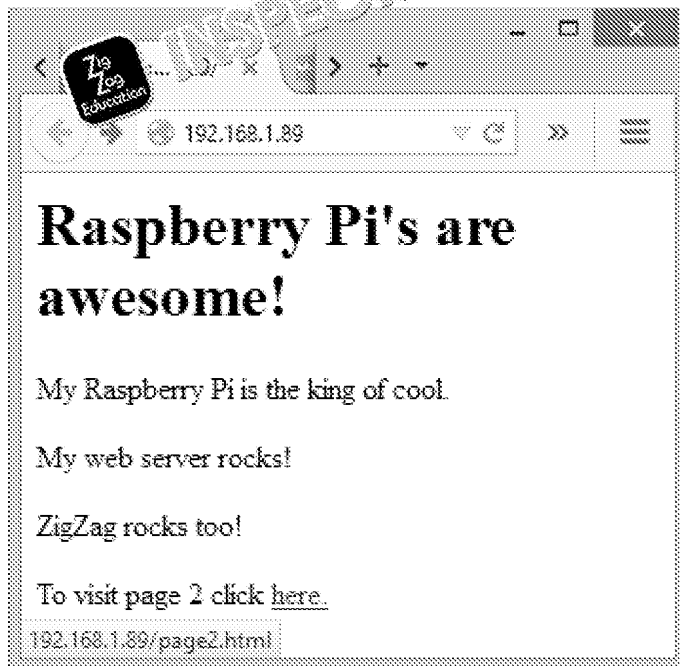 INSPECT
Zig
Zag
Education
192.168.1.89
Raspberry Pi's are
awesome!
My Raspberry Pi is the king of cool.
My web server rocks!
ZigZag rocks too!
To visit page 2 click here.
192.168.1.89/page2.html